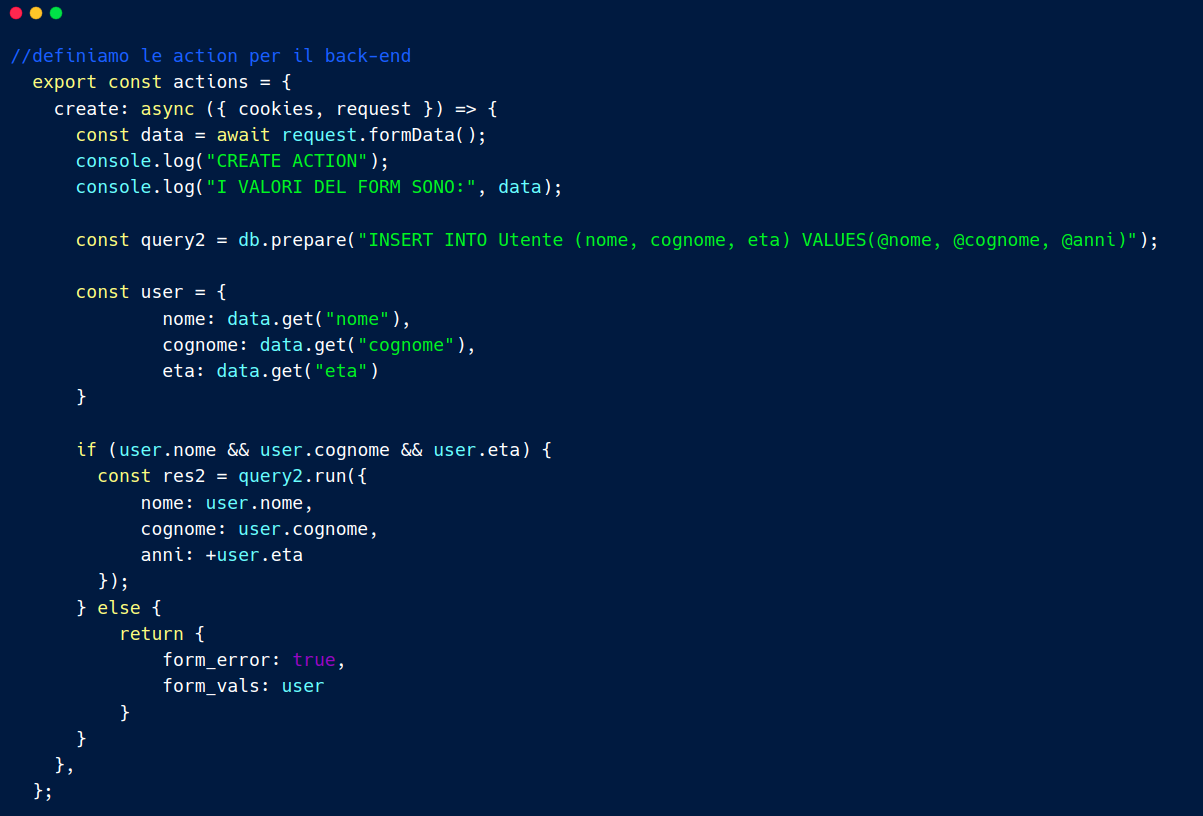 //definiamo le action per il back-end
  export const actions = {
    create: async ({ cookies, request }) => {
      const data = await request.formData();
      console.log("CREATE ACTION");
      console.log("I VALORI DEL FORM SONO:", data);

      const query2 = db.prepare("INSERT INTO Utente (nome, cognome, eta) VALUES(@nome, @cognome, @anni)");

      const user = {
              nome: data.get("nome"),
              cognome: data.get("cognome"),
              eta: data.get("eta")
      }

      if (user.nome && user.cognome && user.eta) {
        const res2 = query2.run({
            nome: user.nome,
            cognome: user.cognome,
            anni: +user.eta
        });
      } else {
          return {
              form_error: true,
              form_vals: user
          }
      }
    },
  };